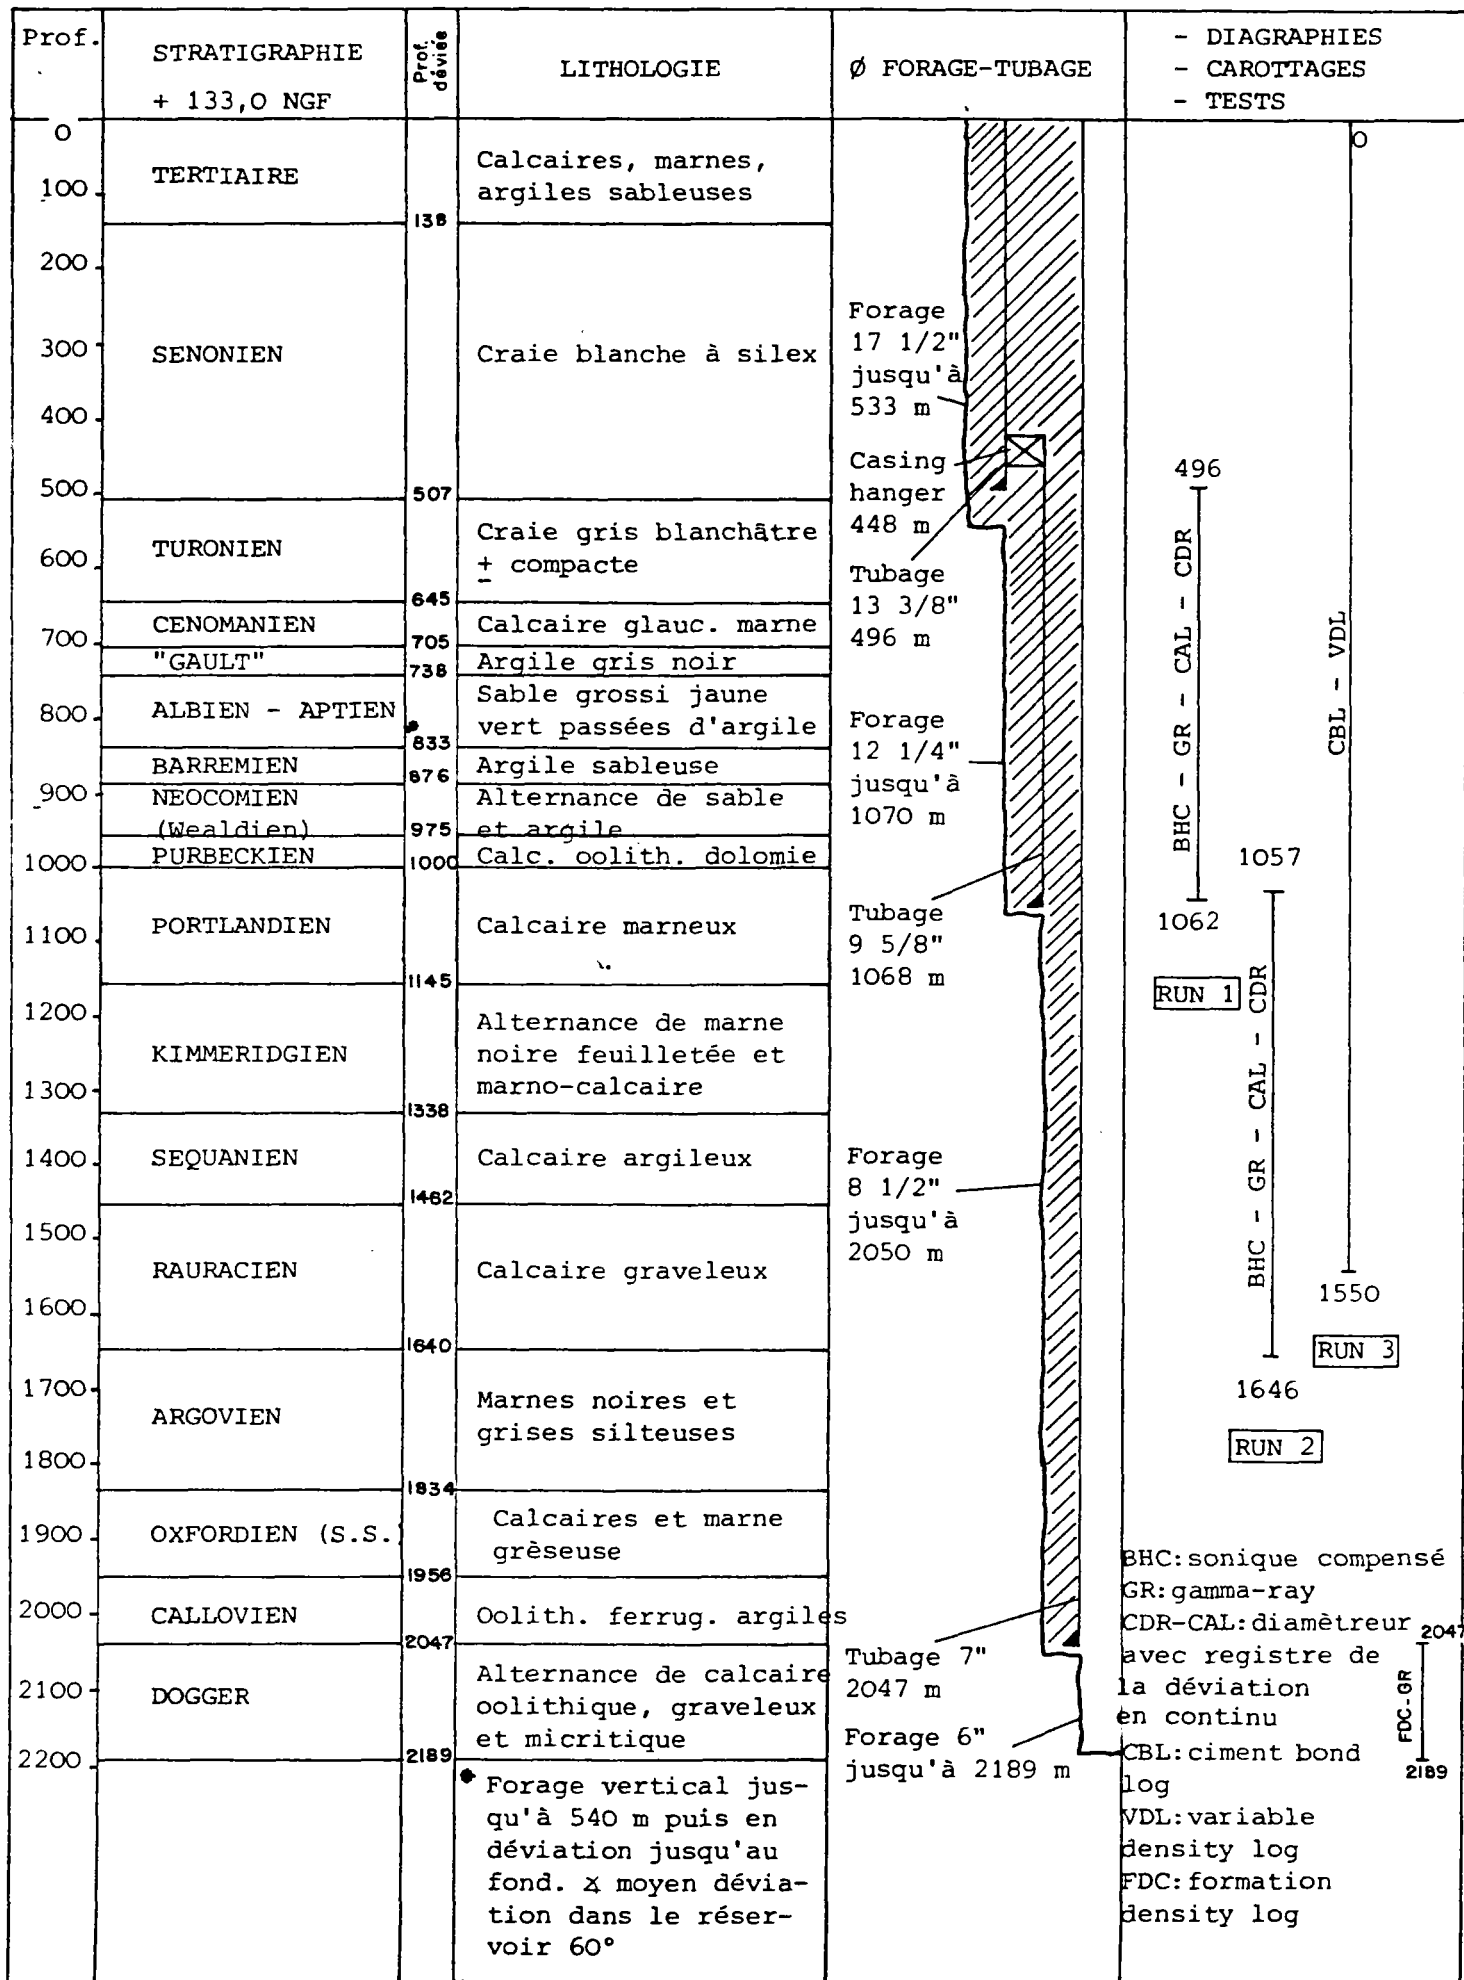 Prof.
STRATIGRAPHIE
+ 133,0 NGF
Prof. déviée
LITHOLOGIE
Ø FORAGE-TUBAGE
- DIAGRAPHIES
- CAROTTAGES
- TESTS
0
100
200
300
400
500
600
700
800
900
1000
1100
1200
1300
1400
1500
1600
1700
1800
1900
2000
2100
2200
TERTIAIRE
138
Calcaires, marnes,
argiles sableuses
SENONIEN
507
Craie blanche à silex
TURONIEN
645
Craie gris blanchâtre
± compacte
CENOMANIEN
705
Calcaire glauc. marne
"GAULT"
738
Argile gris noir
ALBIEN - APTIEN
833
Sable grossi jaune
vert passées d'argile
BARREMIEN
876
Argile sableuse
NEOCOMIEN
(Wealdien)
975
Alternance de sable
et argile
PURBECKIEN
1000
Calc. oolith. dolomie
PORTLANDIEN
1145
Calcaire marneux
KIMMERIDGIEN
1338
Alternance de marne
noire feuilletée et
marno-calcaire
SEQUANIEN
1462
Calcaire argileux
RAURACIEN
1640
Calcaire graveleux
ARGOVIEN
1834
Marnes noires et
grises silteuses
OXFORDIEN (S.S.)
1956
Calcaires et marne
grèseuse
CALLOVIEN
2047
Oolith. ferrug. argiles
DOGGER
2189
Alternance de calcaire
oolithique, graveleux
et micritique
Forage vertical jus-
qu'à 540 m puis en
déviation jusqu'au
fond. ∡ moyen dévia-
tion dans le réser-
voir 60°
Forage
17 1/2"
jusqu'à
533 m
Casing
hanger
448 m
Tubage
13 3/8"
496 m
Forage
12 1/4"
jusqu'à
1070 m
Tubage
9 5/8"
1068 m
Forage
8 1/2"
jusqu'à
2050 m
Tubage 7"
2047 m
Forage 6"
jusqu'à 2189 m
496
BHC - GR - CAL - CDR
1062
RUN 1
1057
BHC - GR - CAL - CDR
1646
RUN 2
0
CBL - VDL
1550
RUN 3
BHC:sonique compensé
GR:gamma-ray
CDR-CAL:diamètreur
avec registre de
la déviation
en continu
CBL:ciment bond
log
VDL:variable
density log
FDC:formation
density log
2047
FDC-GR
2189